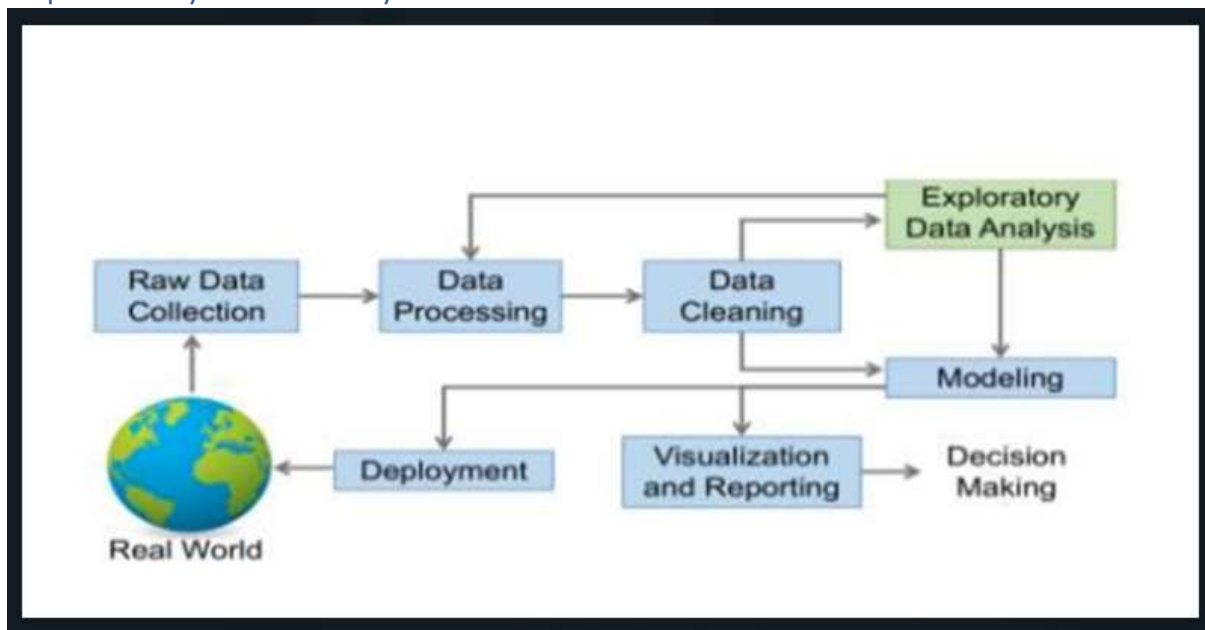 Exploratory
Data Analysis
Raw Data
Collection
Data
Processing
Data
Cleaning
Modeling
Deployment
Visualization
and Reporting
Decision
Making
Real World